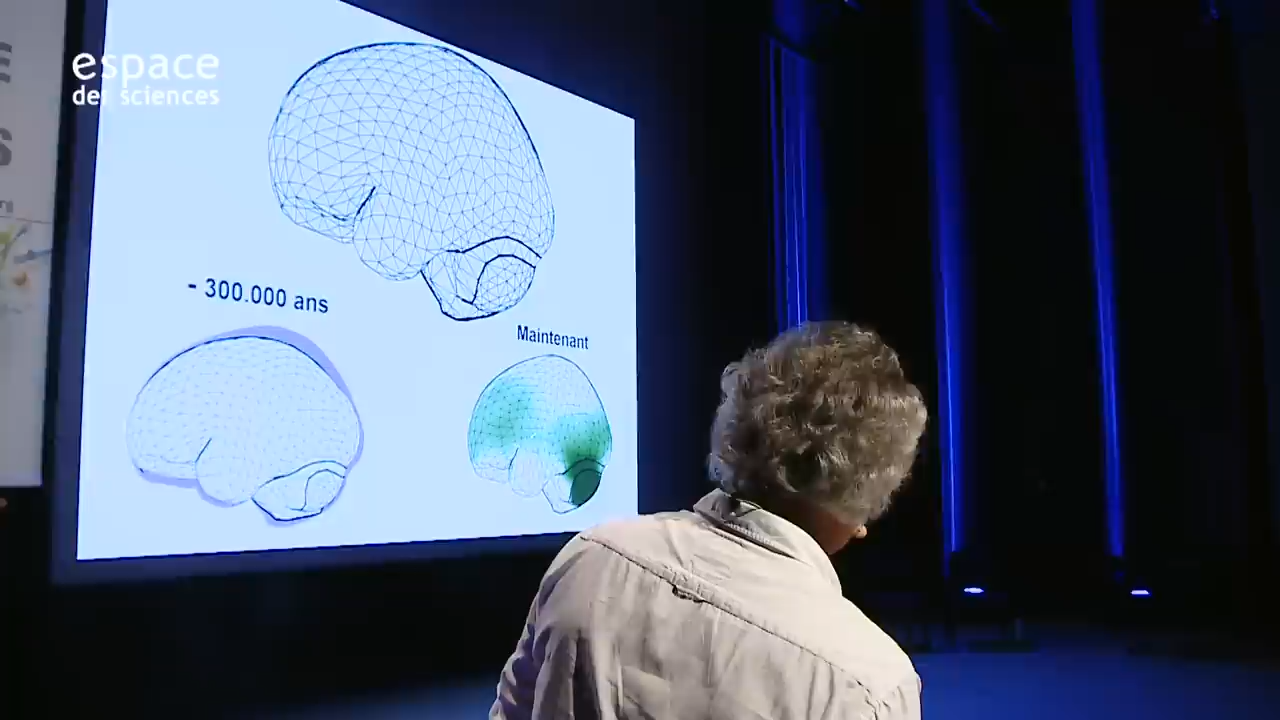 espace
des sciences
- 300.000 ans
Maintenant